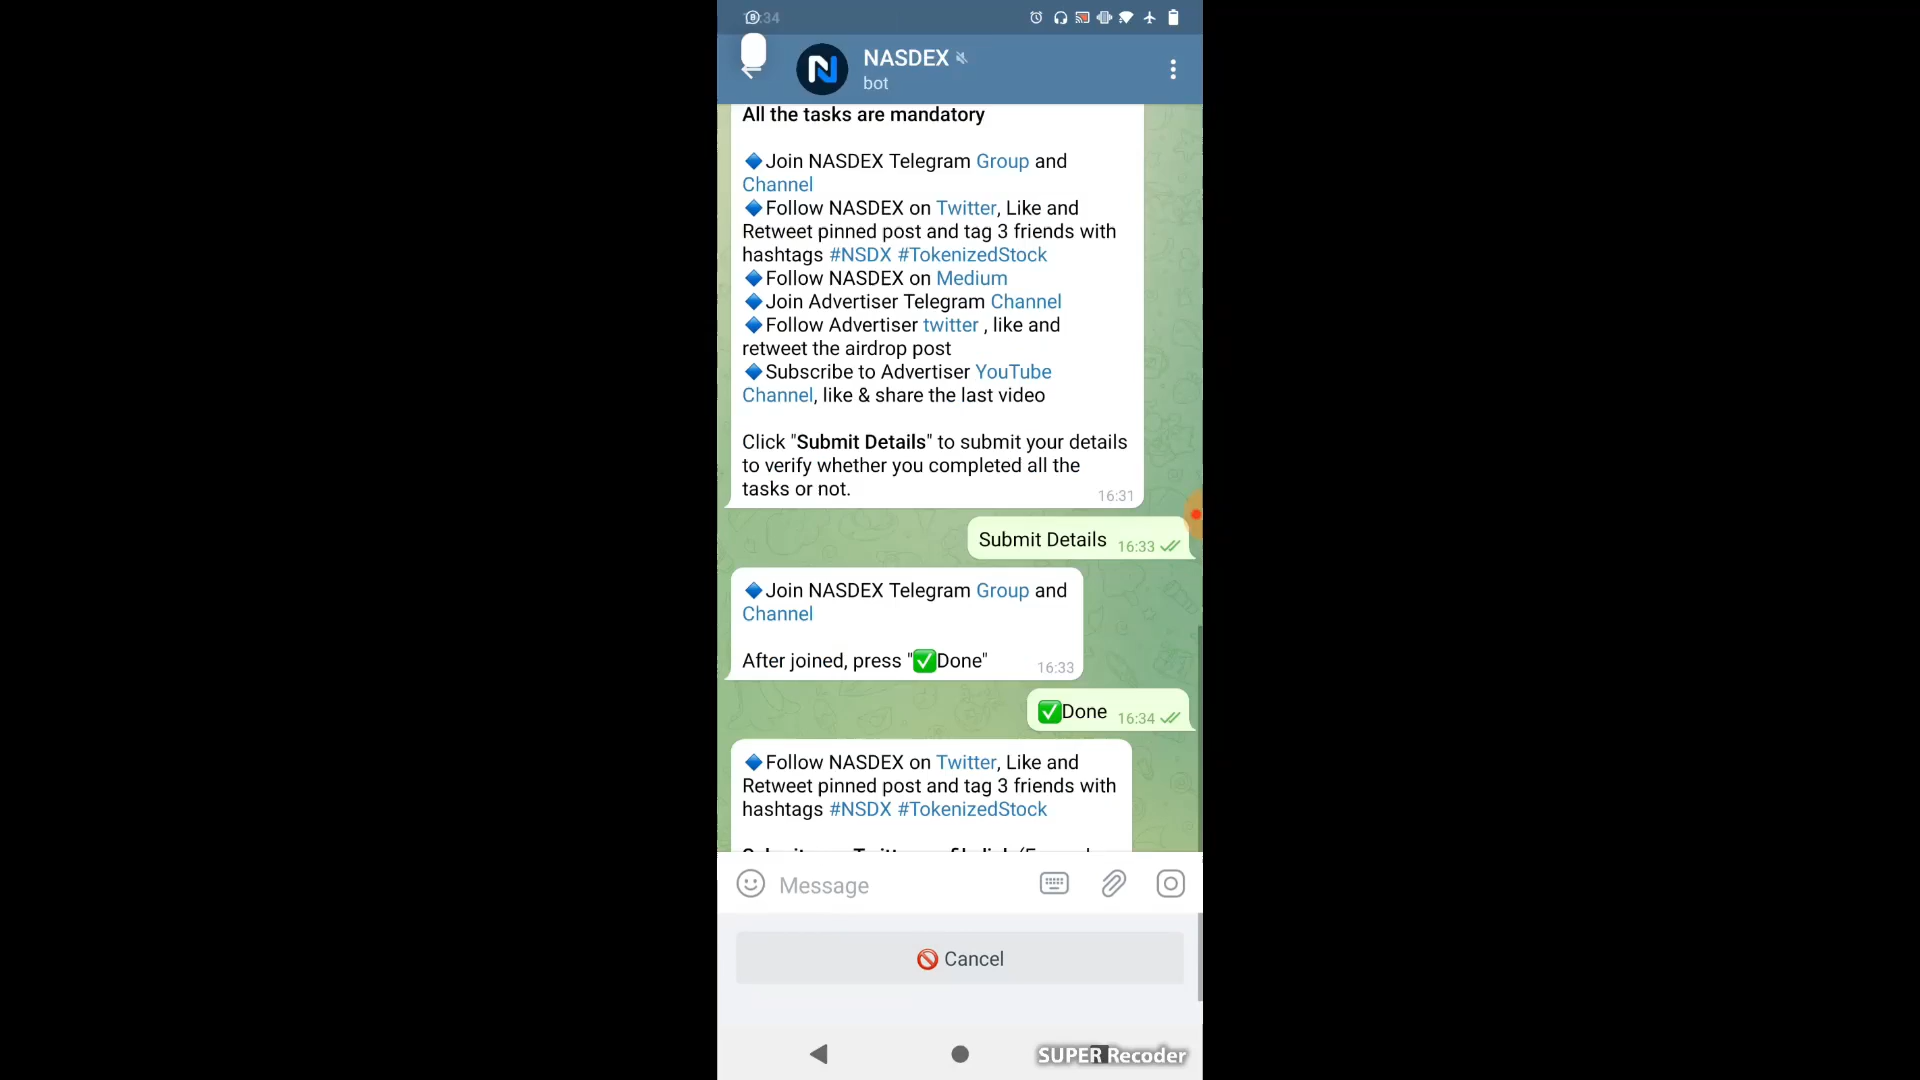 :34
NASDEX
bot
All the tasks are mandatory
🔷Join NASDEX Telegram Group and
Channel
🔷Follow NASDEX on Twitter, Like and
Retweet pinned post and tag 3 friends with
hashtags #NSDX #TokenizedStock
🔷Follow NASDEX on Medium
🔷Join Advertiser Telegram Channel
🔷Follow Advertiser twitter , like and
retweet the airdrop post
🔷Subscribe to Advertiser YouTube
Channel, like & share the last video
Click "Submit Details" to submit your details
to verify whether you completed all the
tasks or not.
16:31
Submit Details 16:33
🔷Join NASDEX Telegram Group and
Channel
After joined, press "✅Done"
16:33
✅Done 16:34
🔷Follow NASDEX on Twitter, Like and
Retweet pinned post and tag 3 friends with
hashtags #NSDX #TokenizedStock
Message
🚫 Cancel
SUPER Recoder